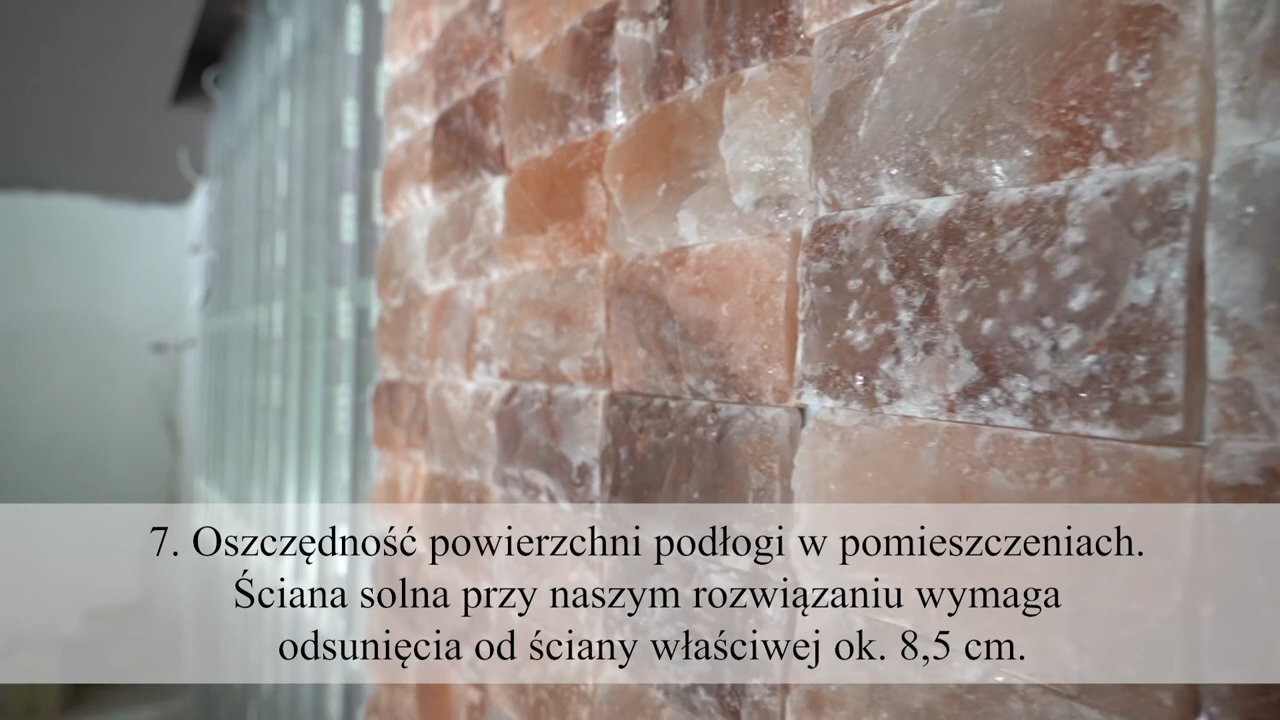 7. Oszczędność powierzchni podłogi w pomieszczeniach.
Ściana solna przy naszym rozwiązaniu wymaga
odsunięcia od ściany właściwej ok. 8,5 cm.